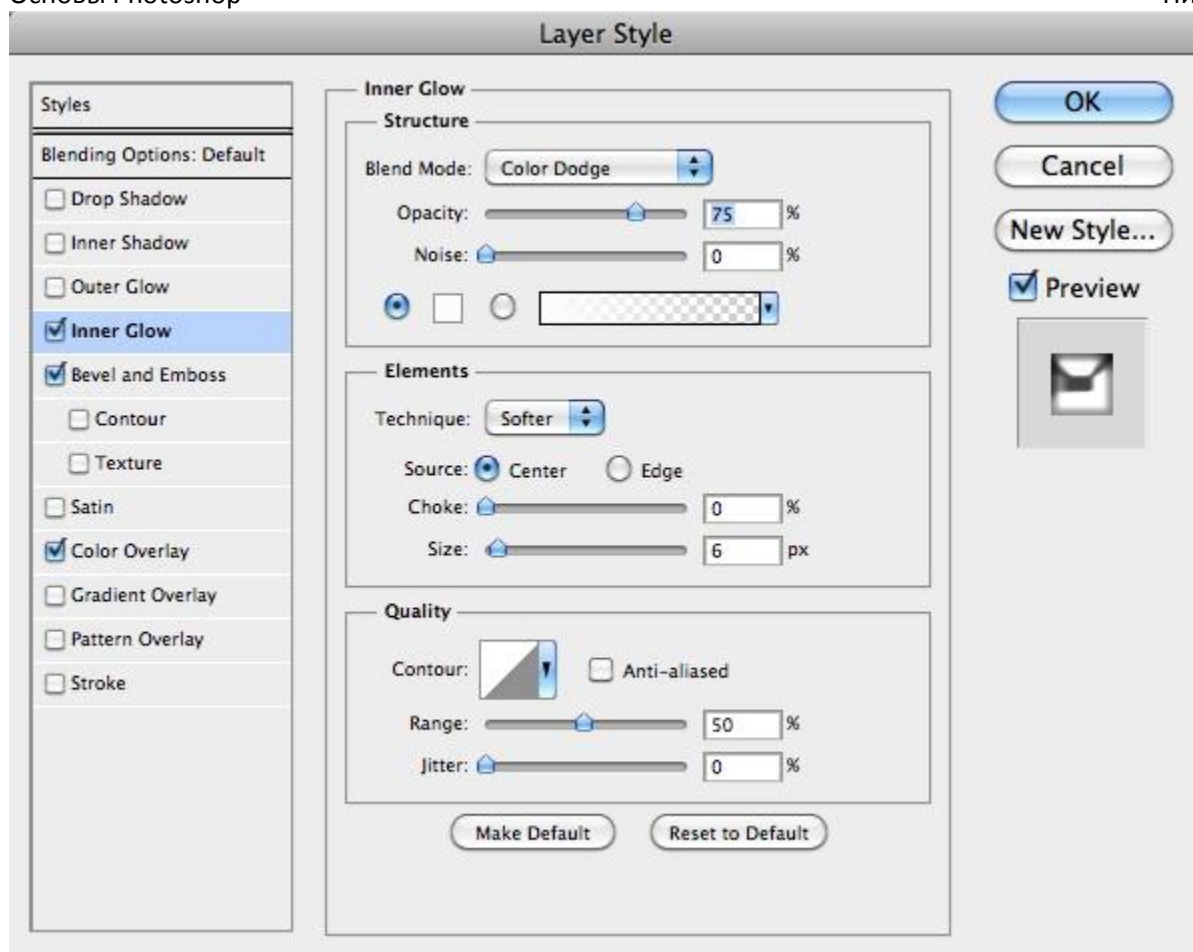 Основы Photoshop
Layer Style
Styles
Blending Options: Default
Drop Shadow
Inner Shadow
Outer Glow
Inner Glow
Bevel and Emboss
Contour
Texture
Satin
Color Overlay
Gradient Overlay
Pattern Overlay
Stroke
Inner Glow
Structure
Blend Mode: Color Dodge
Opacity: 75 %
Noise: 0 %
Elements
Technique: Softer
Source: Center Edge
Choke: 0 %
Size: 6 px
Quality
Contour: Anti-aliased
Range: 50 %
Jitter: 0 %
Make Default Reset to Default
OK
Cancel
New Style...
Preview